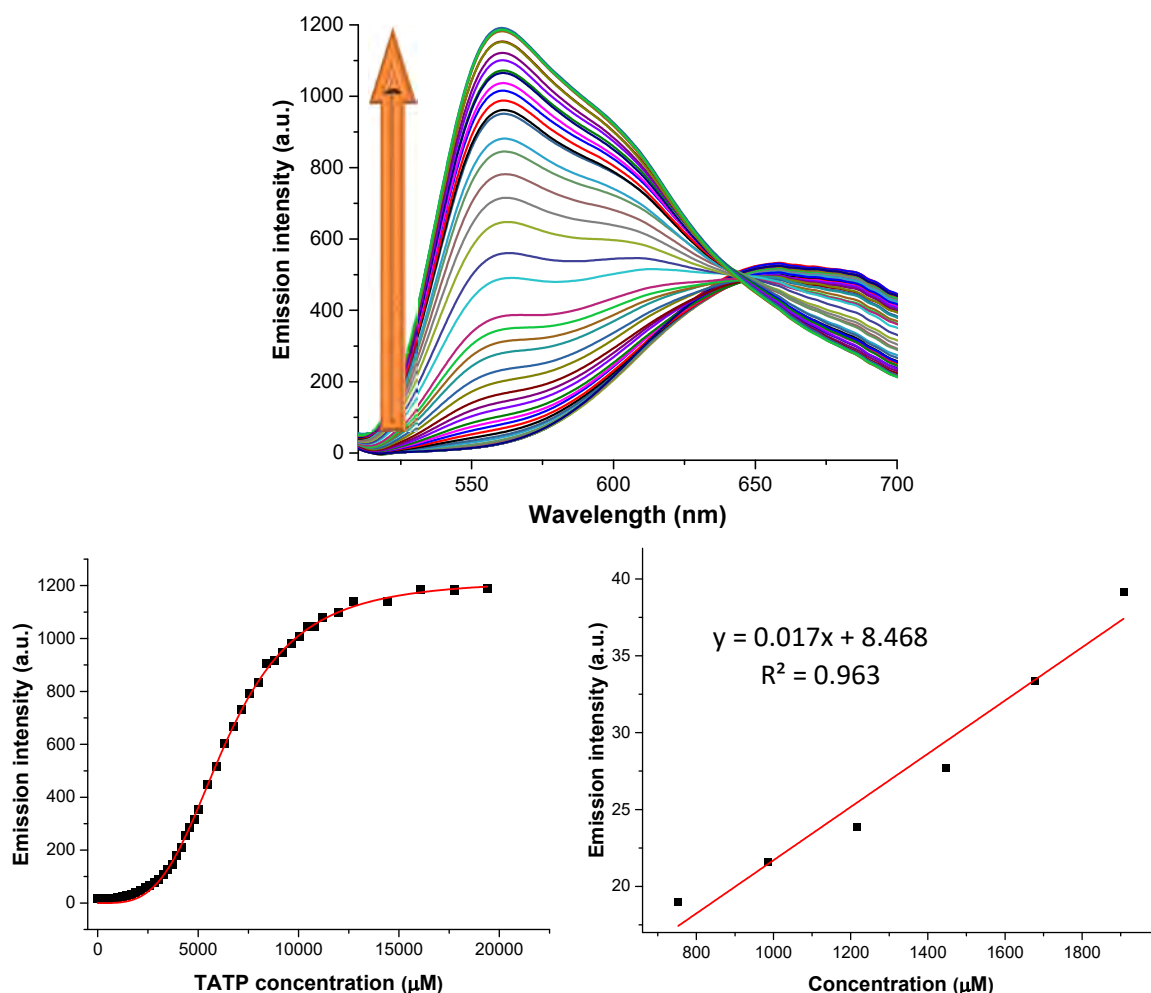 1200
1000
800
600
400
200
0
Emission intensity (a.u.)
550 600 650 700
Wavelength (nm)
1200
1000
800
600
400
200
0
Emission intensity (a.u.)
0 5000 10000 15000 20000
TATP concentration (μM)
40
35
30
25
20
Emission intensity (a.u.)
y = 0.017x + 8.468
R² = 0.963
800 1000 1200 1400 1600 1800
Concentration (μM)